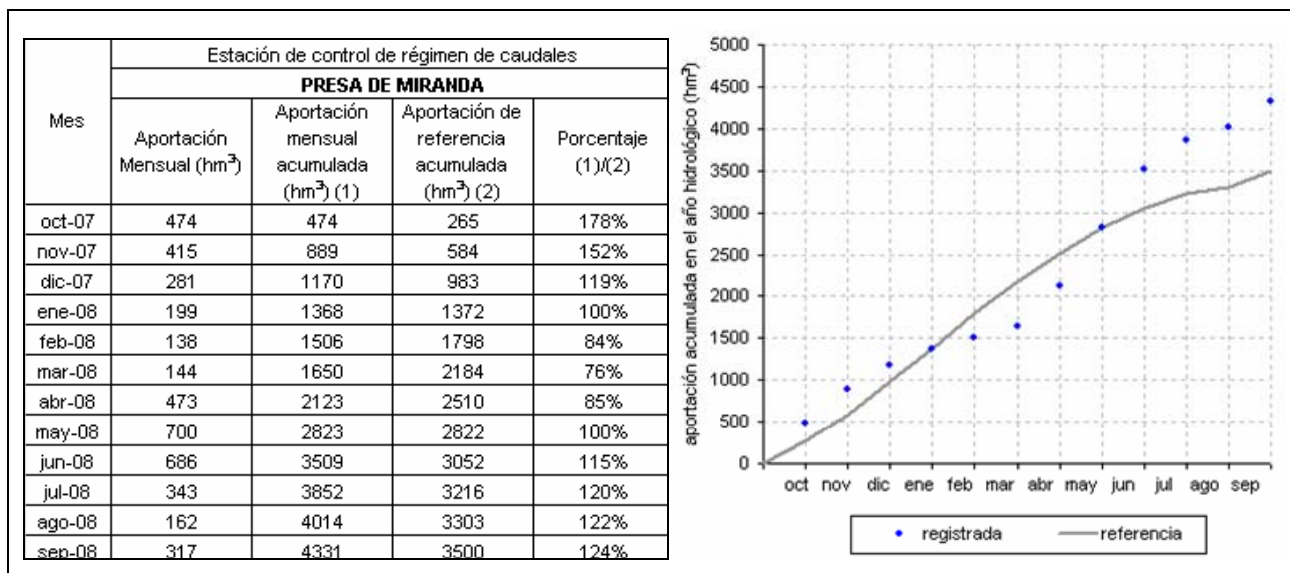 Estación de control de régimen de caudales
PRESA DE MIRANDA
Mes
Aportación Mensual (hm³)
Aportación mensual acumulada (hm³) (1)
Aportación de referencia acumulada (hm³) (2)
Porcentaje (1)/(2)
oct-07 474 474 265 178%
nov-07 415 889 584 152%
dic-07 281 1170 983 119%
ene-08 199 1368 1372 100%
feb-08 138 1506 1798 84%
mar-08 144 1650 2184 76%
abr-08 473 2123 2510 85%
may-08 700 2823 2822 100%
jun-08 686 3509 3052 115%
jul-08 343 3852 3216 120%
ago-08 162 4014 3303 122%
sep-08 317 4331 3500 124%
aportación acumulada en el año hidrológico (hm³)
5000
4500
4000
3500
3000
2500
2000
1500
1000
500
0
oct nov dic ene feb mar abr may jun jul ago sep
registrada referencia